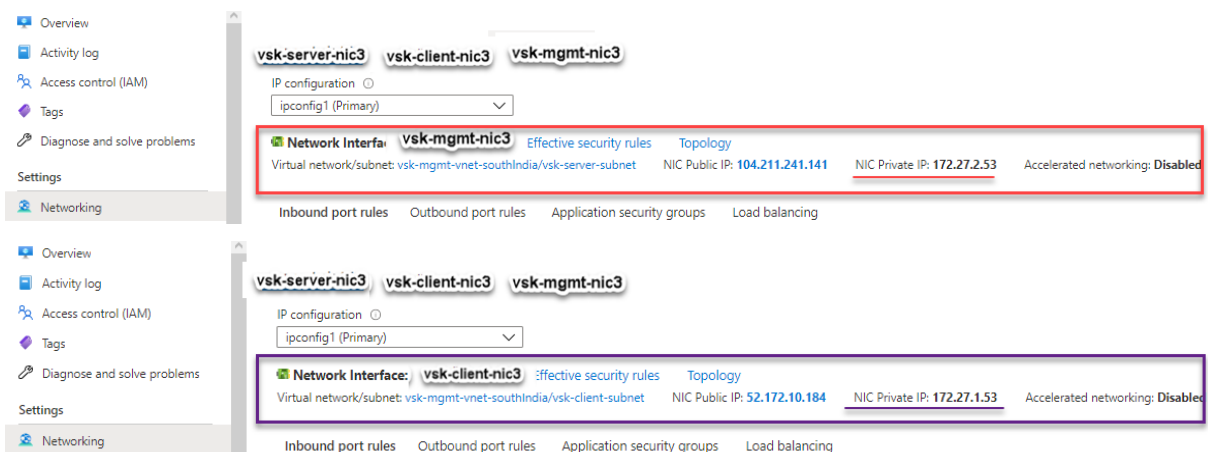 Overview
Activity log
Access control (IAM)
Tags
Diagnose and solve problems
Settings
Networking
vsk-server-nic3 vsk-client-nic3 vsk-mgmt-nic3
IP configuration
ipconfig1 (Primary)
Network Interfa vsk-mgmt-nic3 Effective security rules Topology
Virtual network/subnet: vsk-mgmt-vnet-southIndia/vsk-server-subnet NIC Public IP: 104.211.241.141 NIC Private IP: 172.27.2.53 Accelerated networking: Disabled
Inbound port rules Outbound port rules Application security groups Load balancing
Overview
Activity log
Access control (IAM)
Tags
Diagnose and solve problems
Settings
Networking
vsk-server-nic3 vsk-client-nic3 vsk-mgmt-nic3
IP configuration
ipconfig1 (Primary)
Network Interface: vsk-client-nic3 Effective security rules Topology
Virtual network/subnet: vsk-mgmt-vnet-southIndia/vsk-client-subnet NIC Public IP: 52.172.10.184 NIC Private IP: 172.27.1.53 Accelerated networking: Disabled
Inbound port rules Outbound port rules Application security groups Load balancing